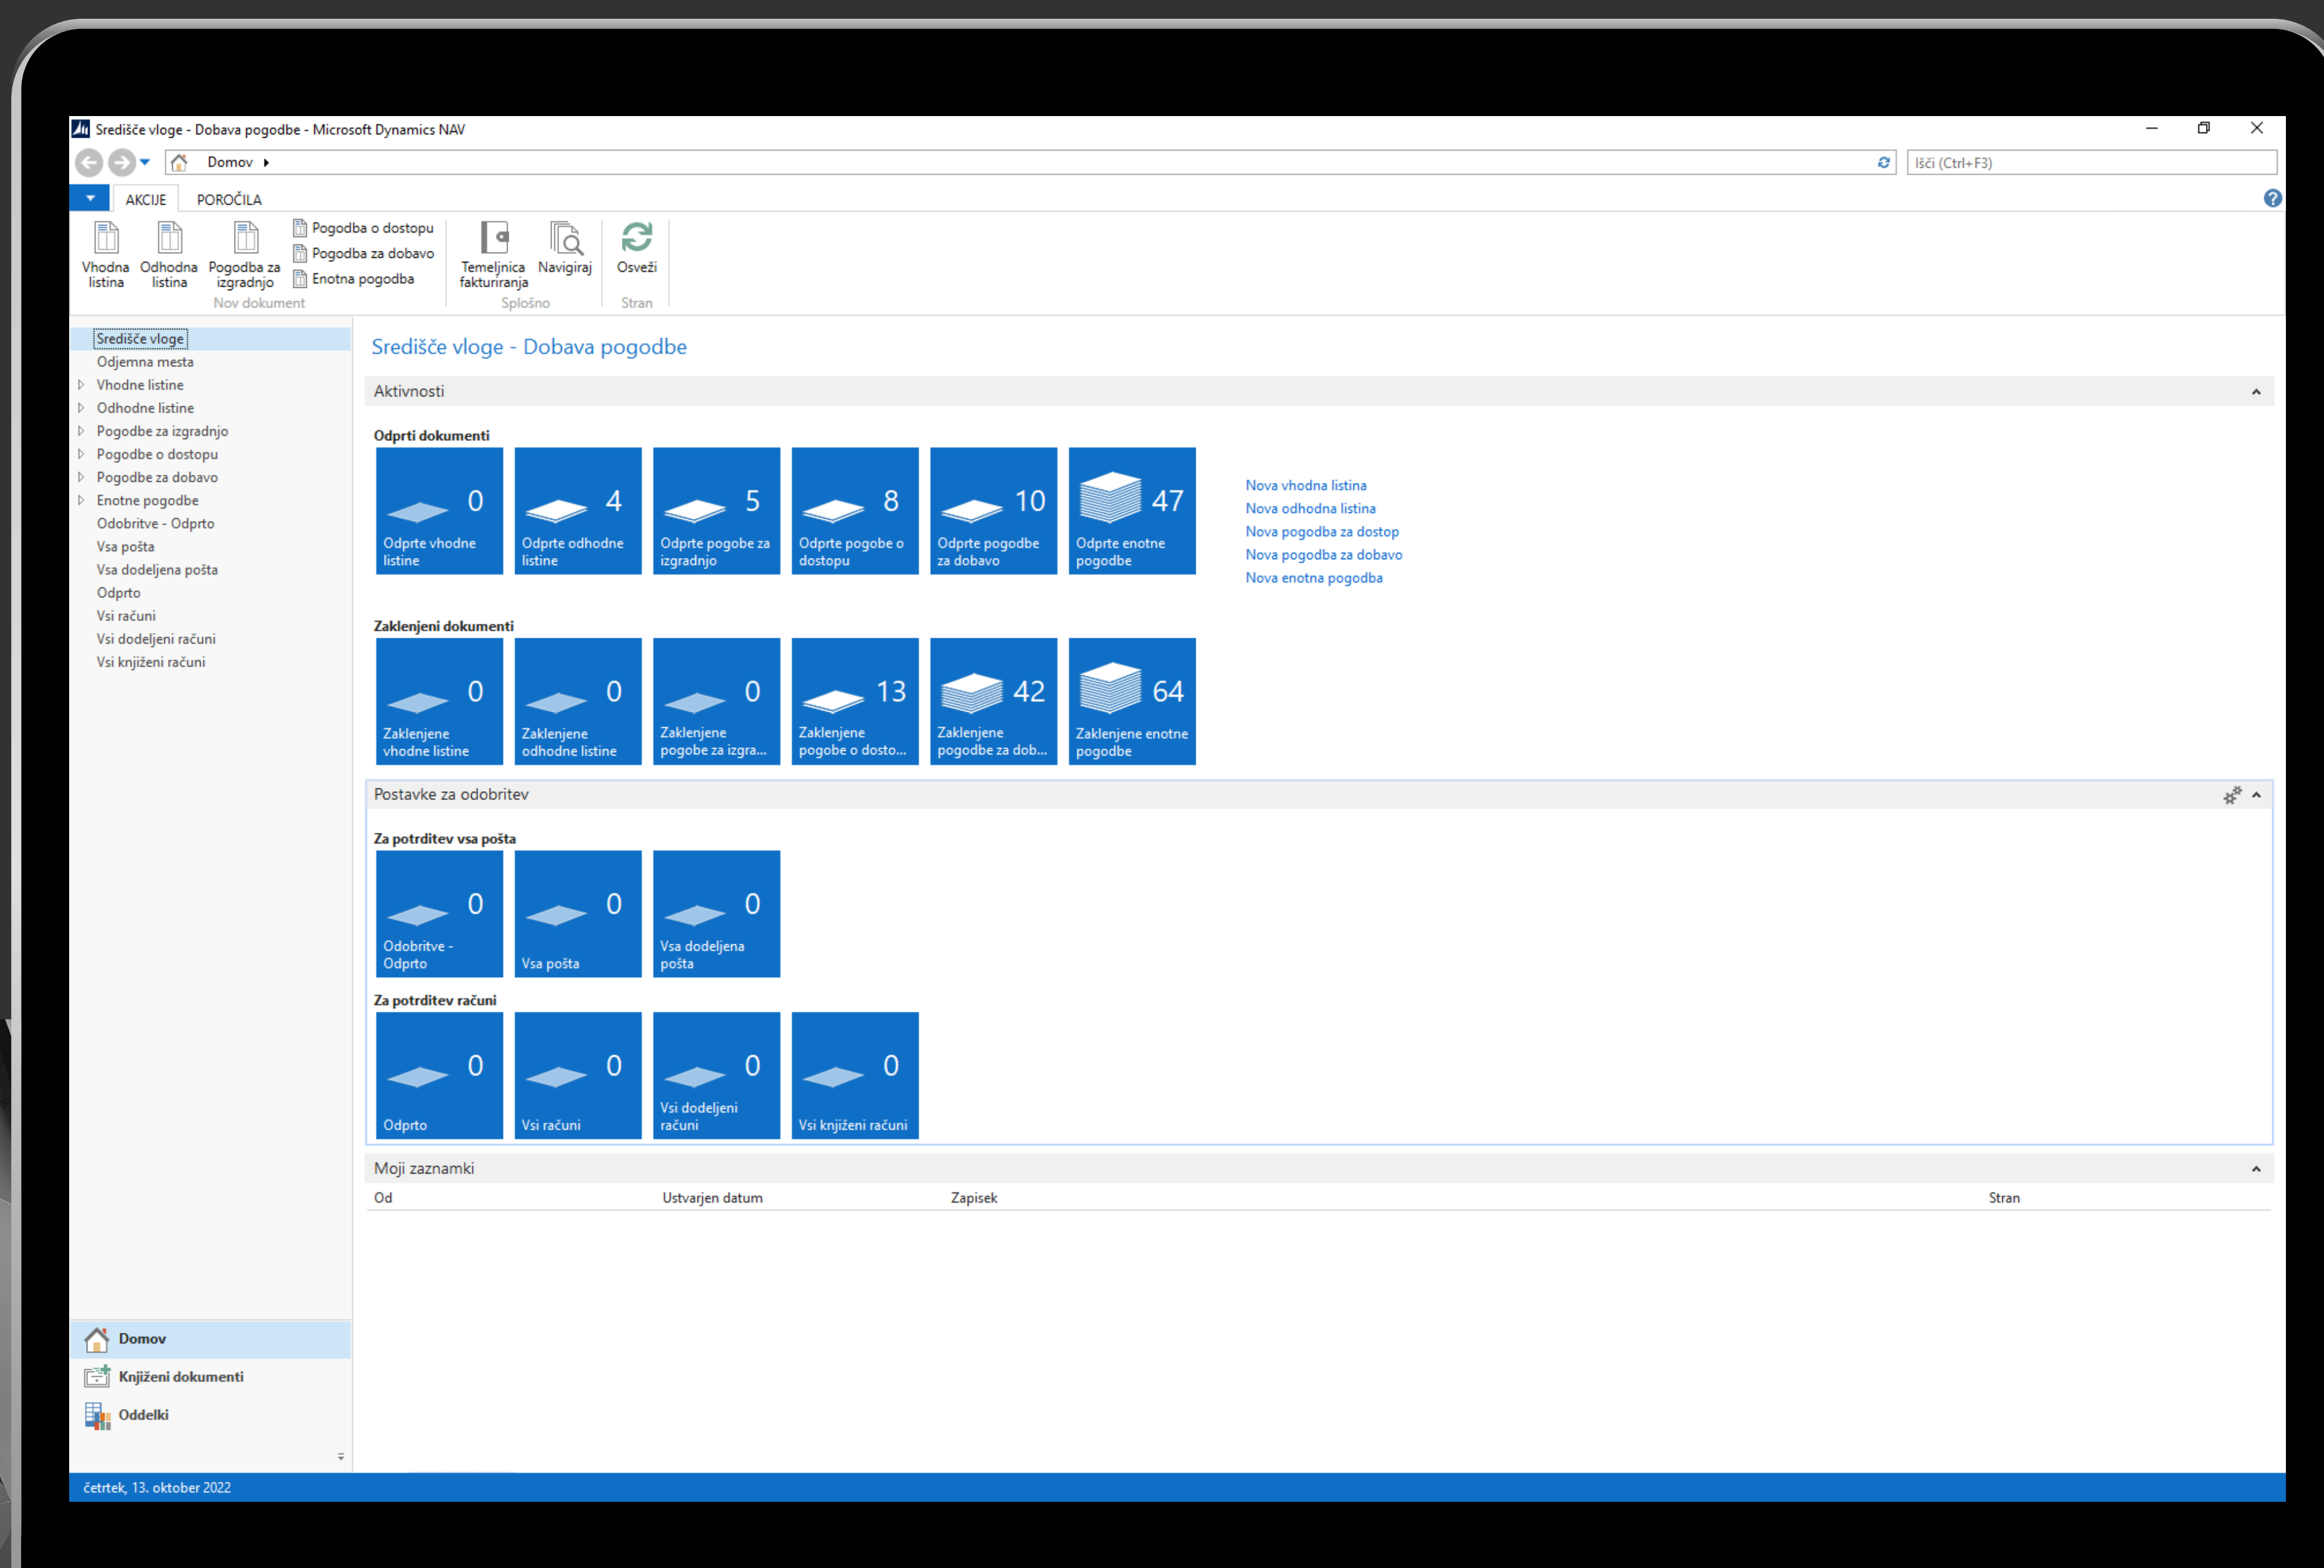 Središče vloge - Dobava pogodbe - Microsoft Dynamics NAV
Domov
Išči (Ctrl+F3)
AKCIJE
POROČILA
Vhodna
listina
Odhodna
listina
Pogodba za
izgradnjo
Pogodba o dostopu
Pogodba za dobavo
Enotna pogodba
Nov dokument
Temeljnica
fakturiranja
Navigiraj
Splošno
Osveži
Stran
Središče vloge
Odjemna mesta
Vhodne listine
Odhodne listine
Pogodbe za izgradnjo
Pogodbe o dostopu
Pogodbe za dobavo
Enotne pogodbe
Odobritve - Odprto
Vsa pošta
Vsa dodeljena pošta
Odprto
Vsi računi
Vsi dodeljeni računi
Vsi knjiženi računi
Domov
Knjiženi dokumenti
Oddelki
Središče vloge - Dobava pogodbe
Aktivnosti
Odprti dokumenti
0
Odprte vhodne
listine
4
Odprte odhodne
listine
5
Odprte pogobe za
izgradnjo
8
Odprte pogobe o
dostopu
10
Odprte pogodbe
za dobavo
47
Odprte enotne
pogodbe
Nova vhodna listina
Nova odhodna listina
Nova pogodba za dostop
Nova pogodba za dobavo
Nova enotna pogodba
Zaklenjeni dokumenti
0
Zaklenjene
vhodne listine
0
Zaklenjene
odhodne listine
0
Zaklenjene
pogobe za izgra...
13
Zaklenjene
pogobe o dosto...
42
Zaklenjene
pogodbe za dob...
64
Zaklenjene enotne
pogodbe
Postavke za odobritev
Za potrditev vsa pošta
0
Odobritve -
Odprto
0
Vsa pošta
0
Vsa dodeljena
pošta
Za potrditev računi
0
Odprto
0
Vsi računi
0
Vsi dodeljeni
računi
0
Vsi knjiženi računi
Moji zaznamki
Od
Ustvarjen datum
Zapisek
Stran
četrtek, 13. oktober 2022